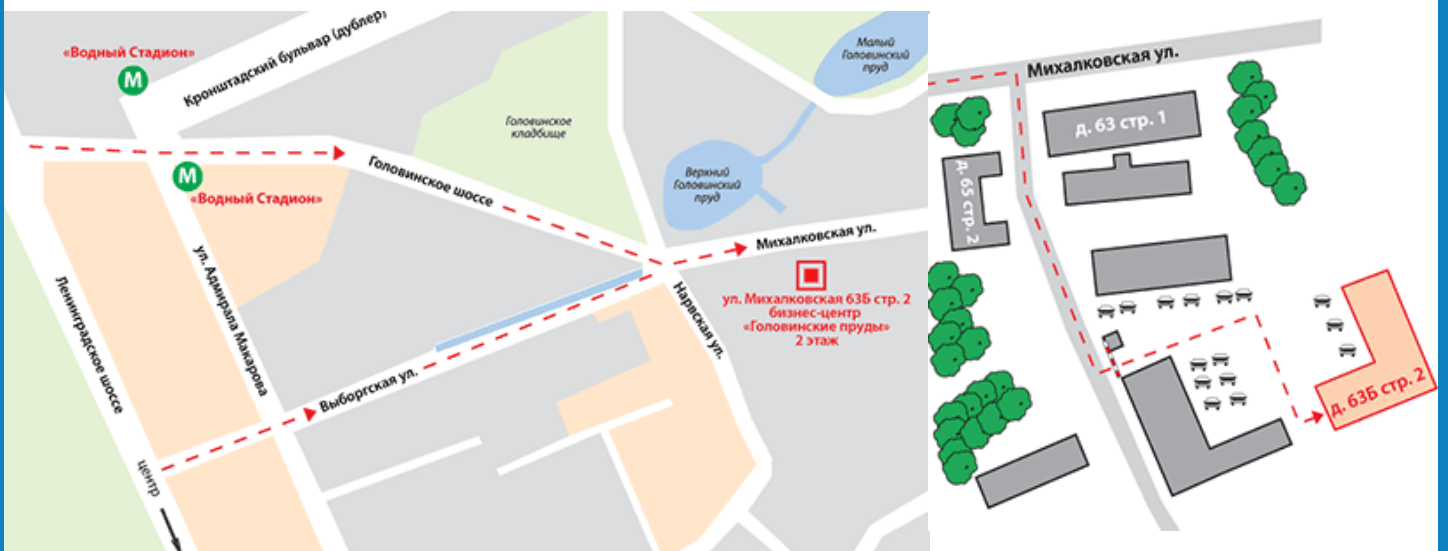 «Водный Стадион»
М
Кронштадский бульвар (дублер)
М
«Водный Стадион»
Головинское шоссе
Головинское
кладбище
Малый
Головинский
пруд
Верхний
Головинский
пруд
Михалковская ул.
ул. Михалковская 63Б стр. 2
бизнес-центр
«Головинские пруды»
2 этаж
ул. Адмирала Макарова
Ленинградское шоссе
Выборгская ул.
Нарвская ул.
центр
Михалковская ул.
д. 63 стр. 1
д. 65 стр. 2
д. 63Б стр. 2